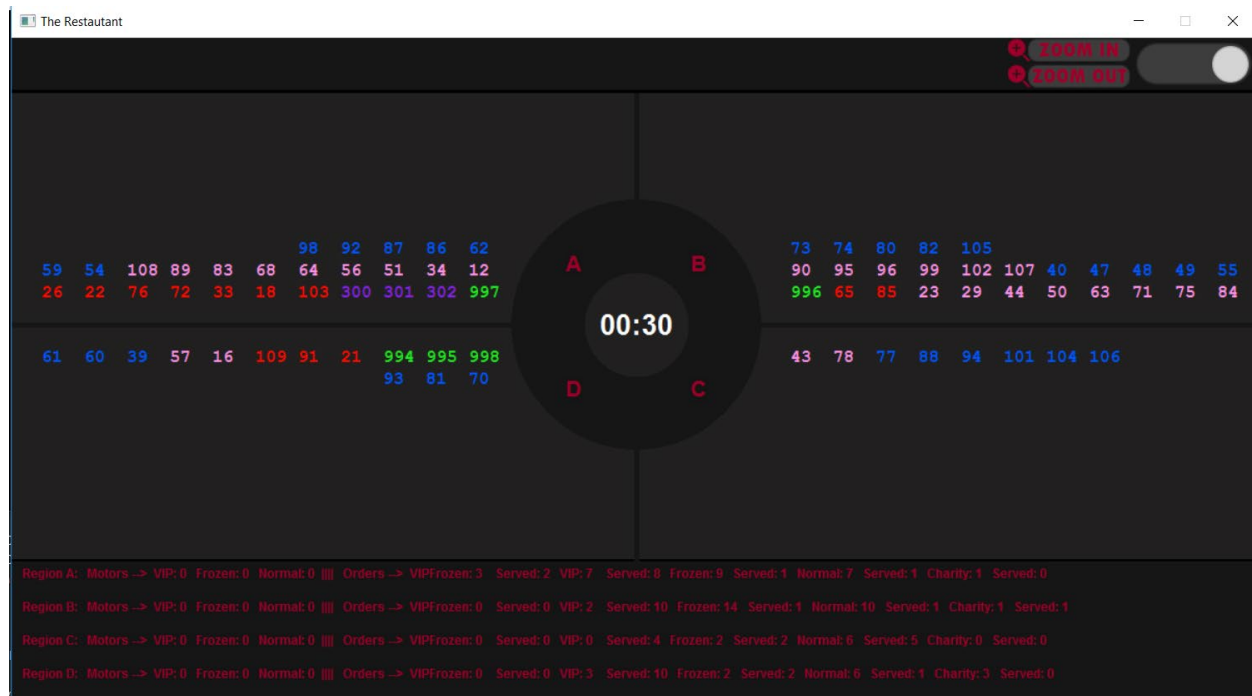 The Restautant
ZOOM IN
ZOOM OUT
98 92 87 86 62
59 54 108 89 83 68 64 56 51 34 12
26 22 76 72 33 18 103 300 301 302 997
A
B
73 74 80 82 105
90 95 96 99 102 107 40 47 48 49 55
996 65 85 23 29 44 50 63 71 75 84
00:30
61 60 39 57 16 109 91 21 994 995 998
93 81 70
D
C
43 78 77 88 94 101 104 106
Region A: Motors --> VIP: 0 Frozen: 0 Normal: 0 |||| Orders --> VIPFrozen: 3 Served: 2 VIP: 7 Served: 8 Frozen: 9 Served: 1 Normal: 7 Served: 1 Charity: 1 Served: 0
Region B: Motors --> VIP: 0 Frozen: 0 Normal: 0 |||| Orders --> VIPFrozen: 0 Served: 0 VIP: 2 Served: 10 Frozen: 14 Served: 1 Normal: 10 Served: 1 Charity: 1 Served: 1
Region C: Motors --> VIP: 0 Frozen: 0 Normal: 0 |||| Orders --> VIPFrozen: 0 Served: 0 VIP: 0 Served: 4 Frozen: 2 Served: 2 Normal: 6 Served: 5 Charity: 0 Served: 0
Region D: Motors --> VIP: 0 Frozen: 0 Normal: 0 |||| Orders --> VIPFrozen: 0 Served: 0 VIP: 3 Served: 10 Frozen: 2 Served: 2 Normal: 6 Served: 1 Charity: 3 Served: 0